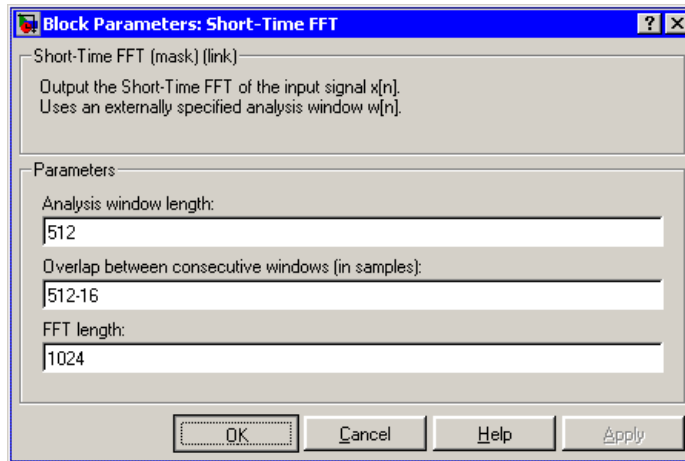 Block Parameters: Short-Time FFT
Short-Time FFT (mask) (link)
Output the Short-Time FFT of the input signal x[n].
Uses an externally specified analysis window w[n].
Parameters
Analysis window length:
512
Overlap between consecutive windows (in samples):
512-16
FFT length:
1024
OK Cancel Help Apply